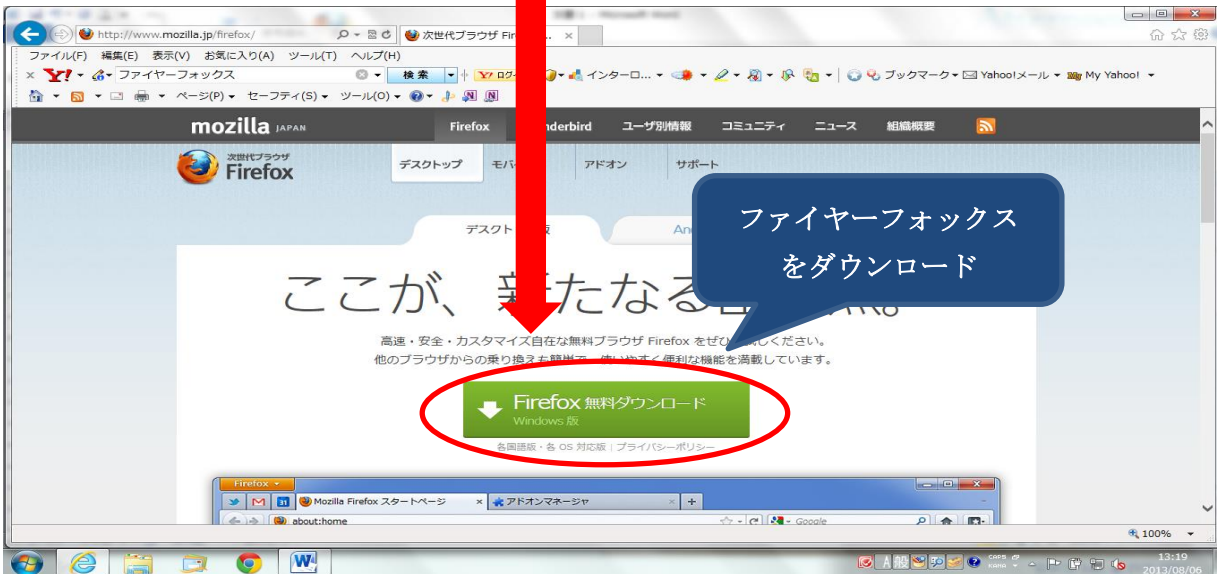 http://www.mozilla.jp/firefox/
次世代ブラウザ Fir
ファイル(F) 編集(E) 表示(V) お気に入り(A) ツール(T) ヘルプ(H)
Y! ファイヤーフォックス 検索 インターロ... ブックマーク Yahoo!メール My Yahoo!
ページ(P) セーフティ(S) ツール(O)
mozilla JAPAN Firefox nderbird ユーザ別情報 コミュニティ ニュース 組織概要
次世代ブラウザ
Firefox
デスクトップ モバ アドオン サポート
デスクト
ファイヤーフォックス
をダウンロード
ここが、新たなる
高速・安全・カスタマイズ自在な無料ブラウザ Firefox をぜひ しください。
他のブラウザからの乗り換えも簡単で、使いやすく便利な機能を満載しています。
Firefox 無料ダウンロード
Windows 版
各国語版・各 OS 対応版 | プライバシーポリシー
Firefox
31 Mozilla Firefox スタートページ アドオンマネージャ
about:home Google
100%
A 般 CAPS KANA 13:19
2013/08/06